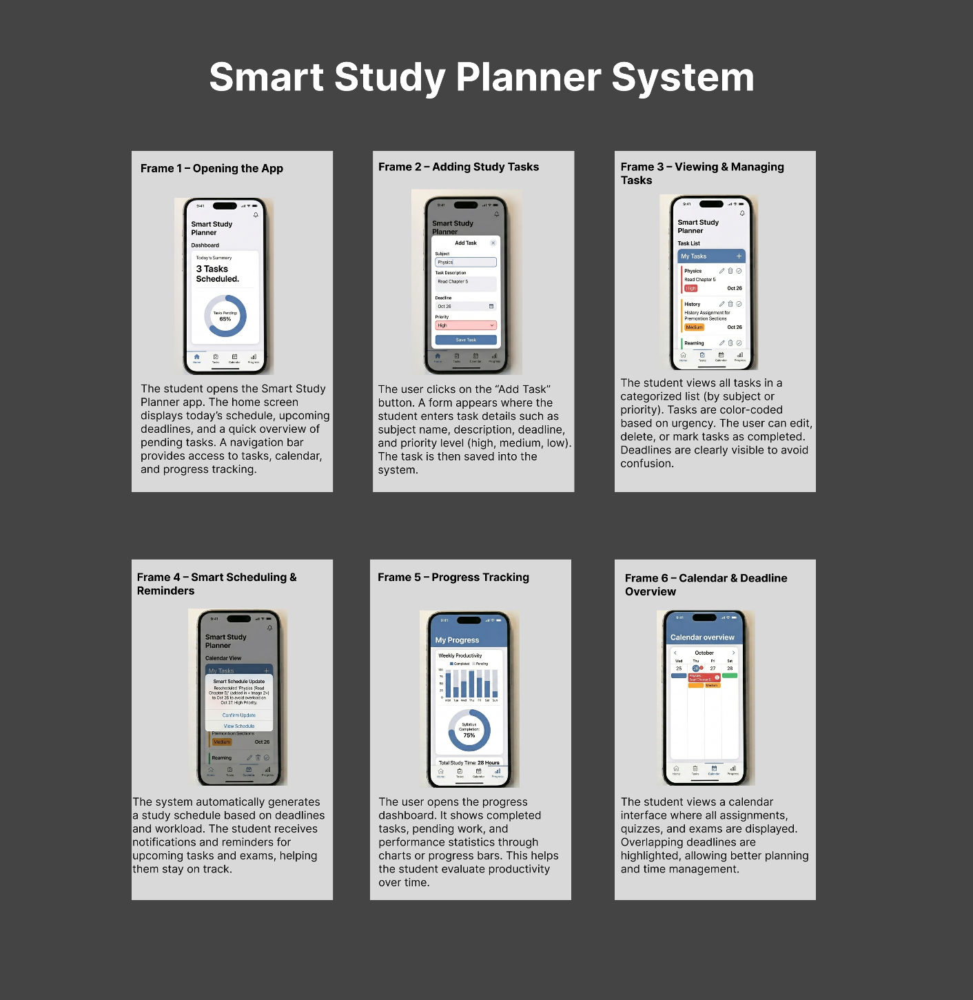 Smart Study Planner System
Frame 1 – Opening the App
9:41
Smart Study
Planner
Dashboard
Today's Summary
3 Tasks
Scheduled.
Tasks Pending:
65%
Home
Tasks
Calendar
Progress
The student opens the Smart Study
Planner app. The home screen
displays today's schedule, upcoming
deadlines, and a quick overview of
pending tasks. A navigation bar
provides access to tasks, calendar,
and progress tracking.
Frame 2 – Adding Study Tasks
9:41
Smart Study
Planner
Add Task
Subject
Physics
Task Description
Read Chapter 5
Deadline
Oct 26
Priority
High
Save Task
Home
Tasks
Calendar
Progress
The user clicks on the “Add Task”
button. A form appears where the
student enters task details such as
subject name, description, deadline,
and priority level (high, medium, low).
The task is then saved into the
system.
Frame 3 – Viewing & Managing
Tasks
9:41
Smart Study
Planner
Task List
My Tasks +
Physics
Read Chapter 5
High Oct 26
History
History Assignment for
Premontion Sections
Medium Oct 26
Rearning
Home
Tasks
Calendar
Progress
The student views all tasks in a
categorized list (by subject or
priority). Tasks are color-coded
based on urgency. The user can edit,
delete, or mark tasks as completed.
Deadlines are clearly visible to avoid
confusion.
Frame 4 – Smart Scheduling &
Reminders
9:41
Smart Study
Planner
Calendar View
My Tasks +
Smart Schedule Update
Rescheduled 'Physics (Read
Chapter 5)' (added in < Image 2>)
to Oct 26 to avoid overload on
Oct 27. High Priority.
Confirm Update
View Schedule
Premontion Sections
Medium Oct 26
Rearning
Home
Tasks
Calendar
Progress
The system automatically generates
a study schedule based on deadlines
and workload. The student receives
notifications and reminders for
upcoming tasks and exams, helping
them stay on track.
Frame 5 – Progress Tracking
9:41
My Progress
Weekly Productivity
Completed Pending
100
75
50
25
0
Mon Tue Wed Thu Fri Sat Sun
Syllabus
Completion:
75%
Total Study Time: 28 Hours
Home
Tasks
Calendar
Progress
The user opens the progress
dashboard. It shows completed
tasks, pending work, and
performance statistics through
charts or progress bars. This helps
the student evaluate productivity
over time.
Frame 6 – Calendar & Deadline
Overview
9:41
Calendar overview
< October >
Wed Thu Fri Sat
25 26 27 28
Physics
Read Chapter 5
Medium
Home
Tasks
Calendar
Progress
The student views a calendar
interface where all assignments,
quizzes, and exams are displayed.
Overlapping deadlines are
highlighted, allowing better planning
and time management.